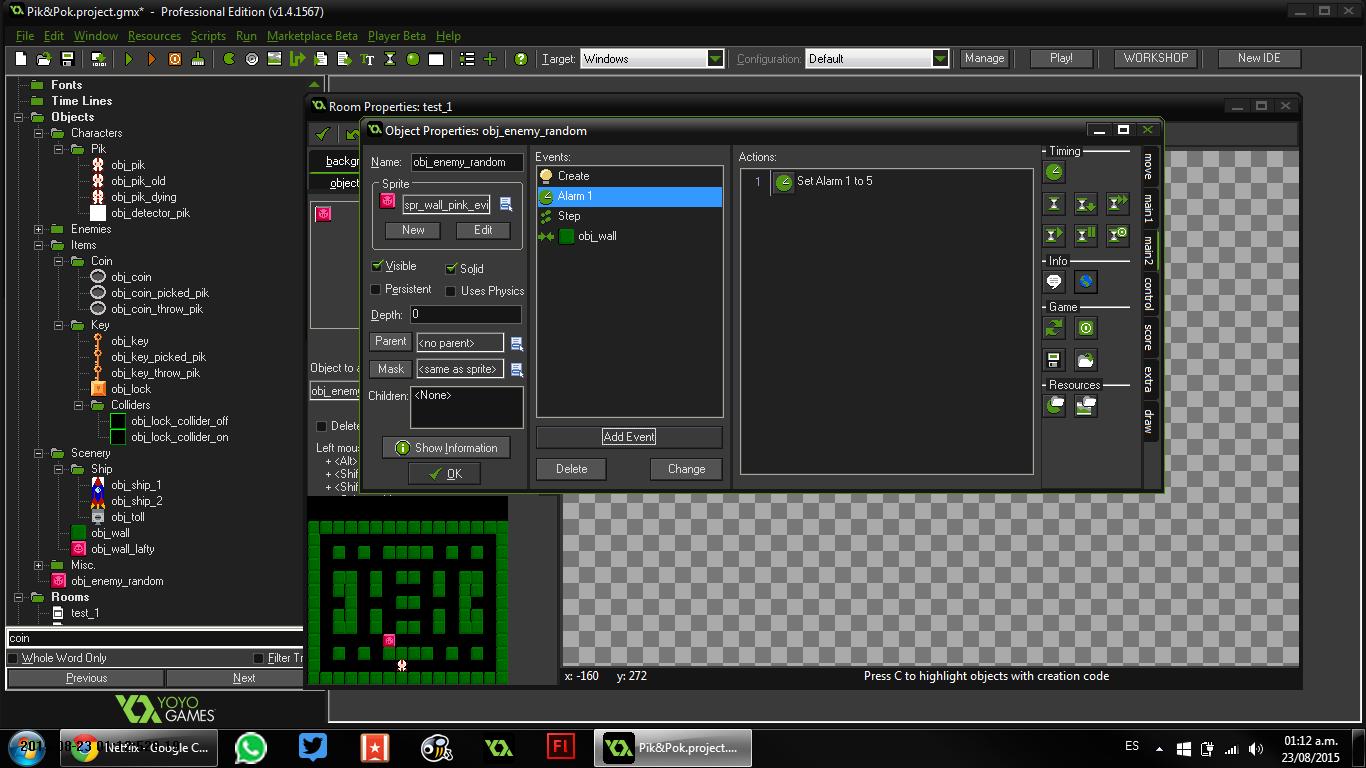 Pik&Pok.project.gmx* - Professional Edition (v1.4.1567)
File Edit Window Resources Scripts Run Marketplace Beta Player Beta Help
Target: Windows Configuration: Default Manage Play! WORKSHOP New IDE
Fonts
Time Lines
Objects
Characters
Pik
obj_pik
obj_pik_old
obj_pik_dying
obj_detector_pik
Enemies
Items
Coin
obj_coin
obj_coin_picked_pik
obj_coin_throw_pik
Key
obj_key
obj_key_picked_pik
obj_key_throw_pik
obj_lock
Colliders
obj_lock_collider_off
obj_lock_collider_on
Scenery
Ship
obj_ship_1
obj_ship_2
obj_toll
obj_wall
obj_wall_lafty
Misc.
obj_enemy_random
Rooms
test_1
coin
Whole Word Only Filter Tr
Previous Next
YOYO
GAMES
Room Properties: test_1
backgr
object
Object to a
obj_enemy
Delete
Left mou
+ <Alt>
+ <Shif
+ <Shif
Object Properties: obj_enemy_random
Name: obj_enemy_random
Sprite
spr_wall_pink_evi
New Edit
Visible Solid
Persistent Uses Physics
Depth: 0
Parent <no parent>
Mask <same as sprite>
Children: <None>
Show Information
OK
Events:
Create
Alarm 1
Step
obj_wall
Add Event
Delete Change
Actions:
1 Set Alarm 1 to 5
Timing
Info
Game
Resources
move
main1
main2
control
score
extra
draw
x: -160 y: 272 Press C to highlight objects with creation code
Netflix - Google C...
Fl
Pik&Pok.project....
ES
01:12 a.m.
23/08/2015